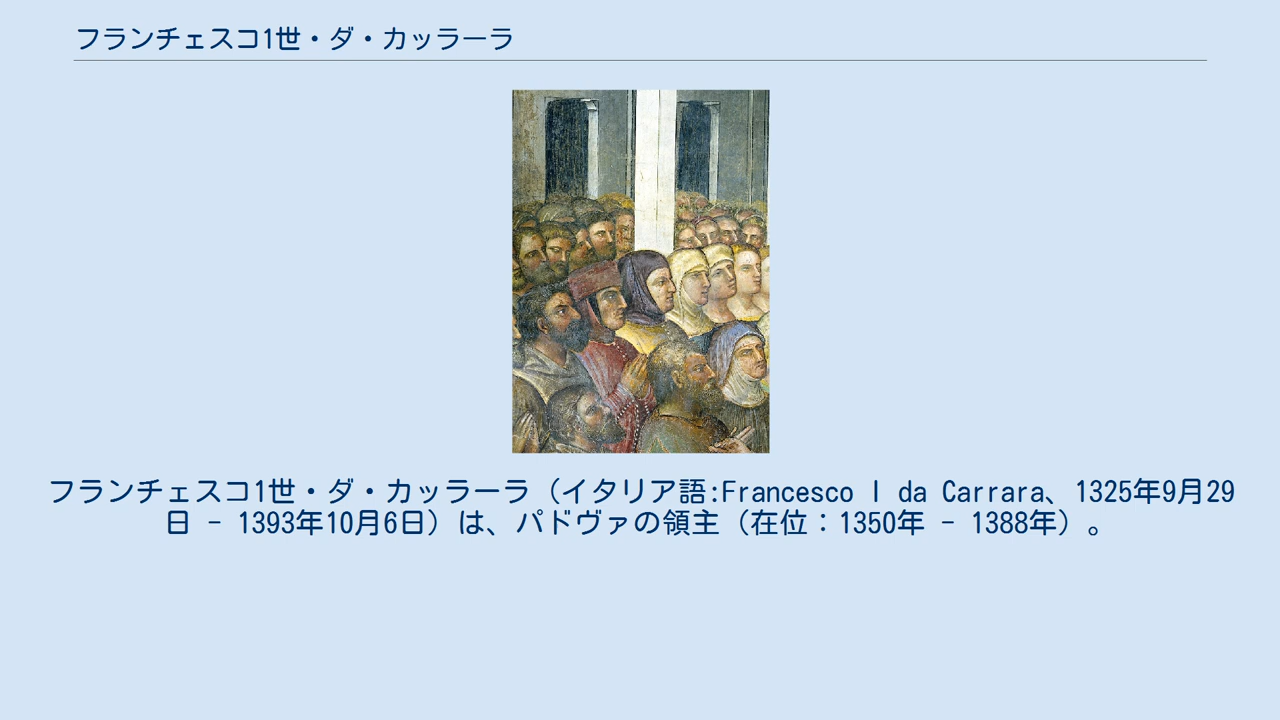 フランチェスコ1世・ダ・カッラーラ
フランチェスコ1世・ダ・カッラーラ（イタリア語:Francesco I da Carrara、1325年9月29
日 - 1393年10月6日）は、パドヴァの領主（在位：1350年 - 1388年）。